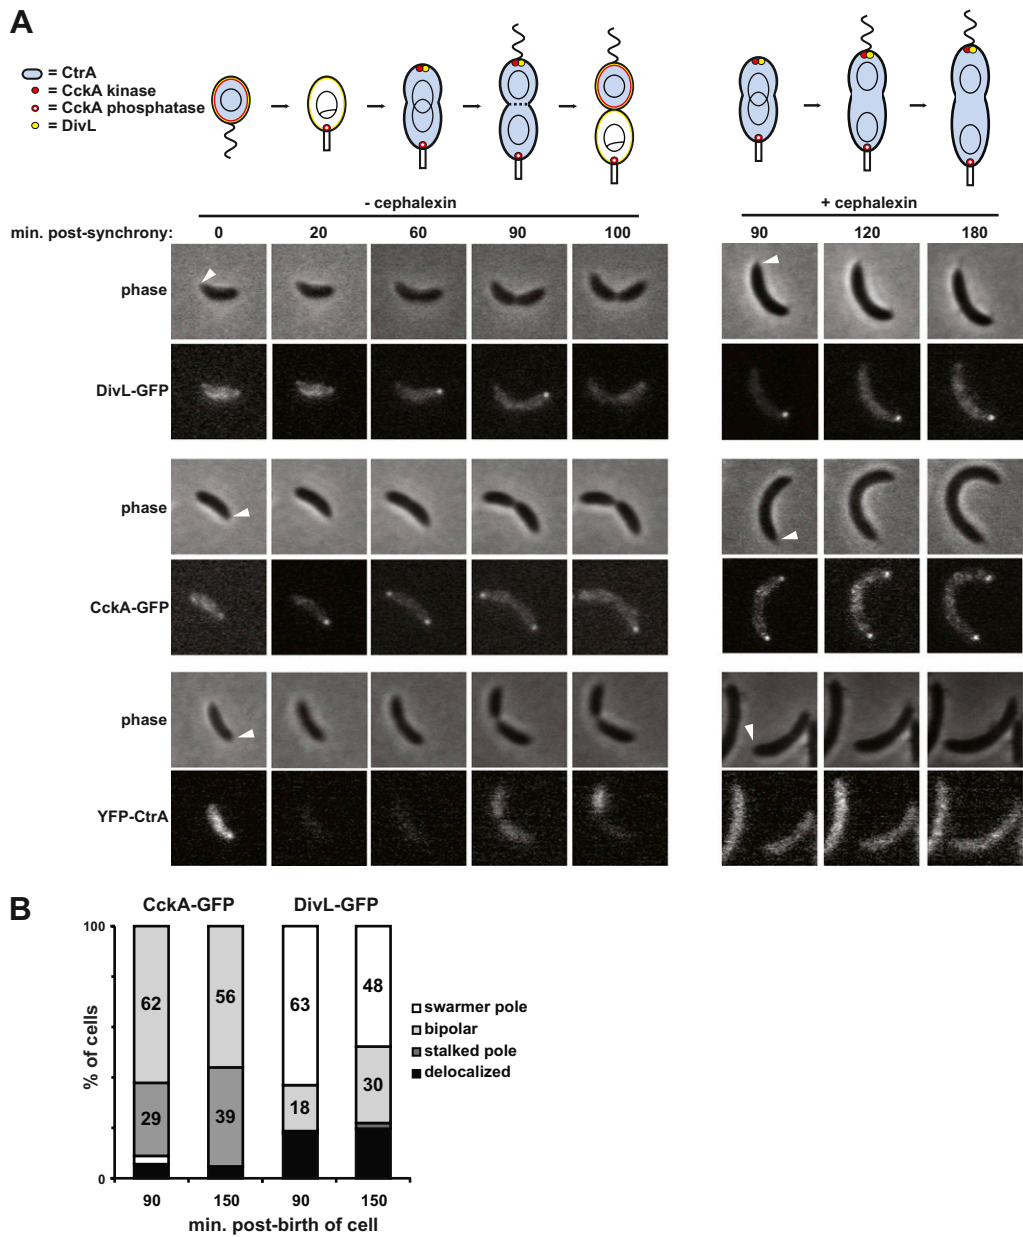 A
= CtrA
= CckA kinase
= CckA phosphatase
= DivL
- cephalexin
+ cephalexin
min. post-synchrony: 0 20 60 90 100 90 120 180
phase
DivL-GFP
phase
CckA-GFP
phase
YFP-CtrA
B
CckA-GFP DivL-GFP
100
% of cells
0
62 56 63 48
29 39 18 30
swarmer pole
bipolar
stalked pole
delocalized
90 150 90 150
min. post-birth of cell